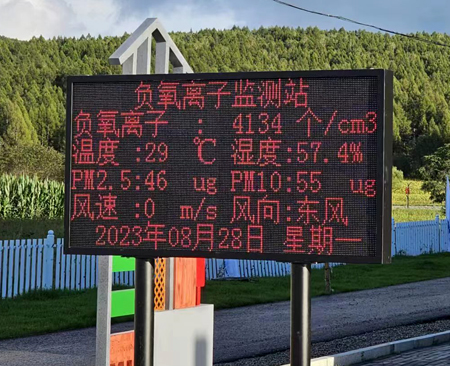 负氧离子监测站
负氧离子 : 4134 个/cm3
温度:29 ℃ 湿度:57.4%
PM2.5:46 ug PM10:55 ug
风速:0 m/s 风向:东风
2023年08月28日 星期一